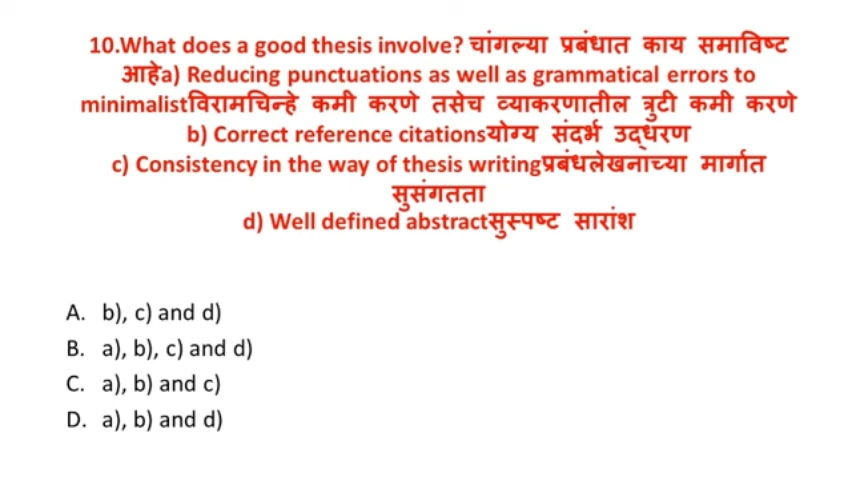 10.What does a good thesis involve? चांगल्या प्रबंधात काय समाविष्ट
आहेa) Reducing punctuations as well as grammatical errors to
minimalistविरामचिन्हे कमी करणे तसेच व्याकरणातील त्रुटी कमी करणे
b) Correct reference citationsयोग्य संदर्भ उद्धरण
c) Consistency in the way of thesis writingप्रबंधलेखनाच्या मार्गात
सुसंगतता
d) Well defined abstractसुस्पष्ट सारांश
A. b), c) and d)
B. a), b), c) and d)
C. a), b) and c)
D. a), b) and d)